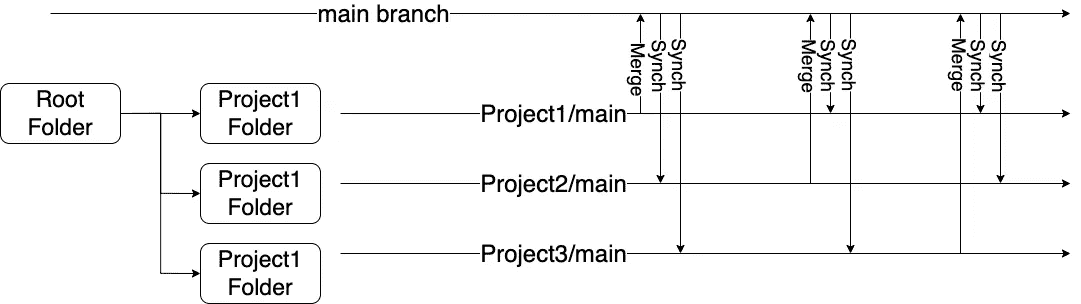 main branch
Merge
Synch
Synch
Merge
Synch
Synch
Merge
Synch
Synch
Root
Folder
Project1
Folder
Project1/main
Project1
Folder
Project2/main
Project1
Folder
Project3/main